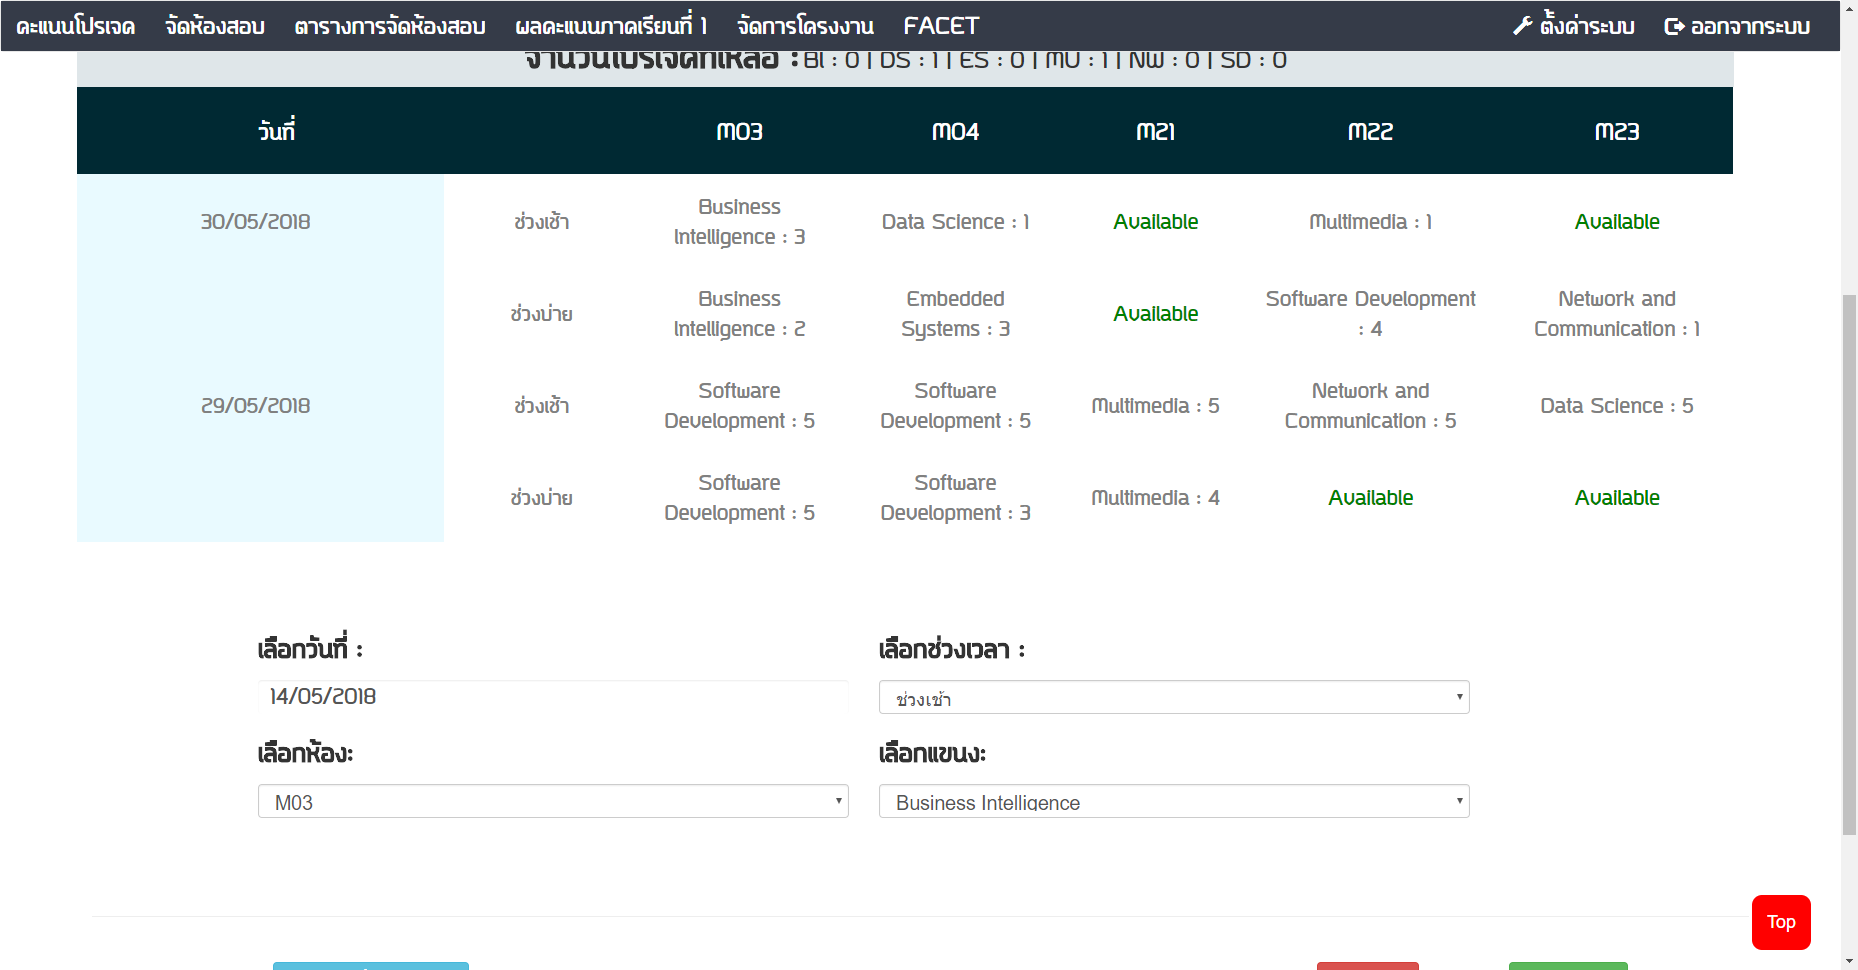 คะแนนโปรเจค จัดห้องสอบ ตารางการจัดห้องสอบ ผลคะแนนภาคเรียนที่ 1 จัดการโครงงาน FACET ตั้งค่าระบบ ออกจากระบบ
จำนวนโปรเจคที่เหลือ : BI : 0 | DS : 1 | ES : 0 | MU : 1 | NW : 0 | SD : 0
วันที่ M03 M04 M21 M22 M23
30/05/2018 ช่วงเช้า Business Intelligence : 3 Data Science : 1 Available Multimedia : 1 Available
ช่วงบ่าย Business Intelligence : 2 Embedded Systems : 3 Available Software Development : 4 Network and Communication : 1
29/05/2018 ช่วงเช้า Software Development : 5 Software Development : 5 Multimedia : 5 Network and Communication : 5 Data Science : 5
ช่วงบ่าย Software Development : 5 Software Development : 3 Multimedia : 4 Available Available
เลือกวันที่ : เลือกช่วงเวลา :
14/05/2018 ช่วงเช้า
เลือกห้อง: เลือกแขนง:
M03 Business Intelligence
Top